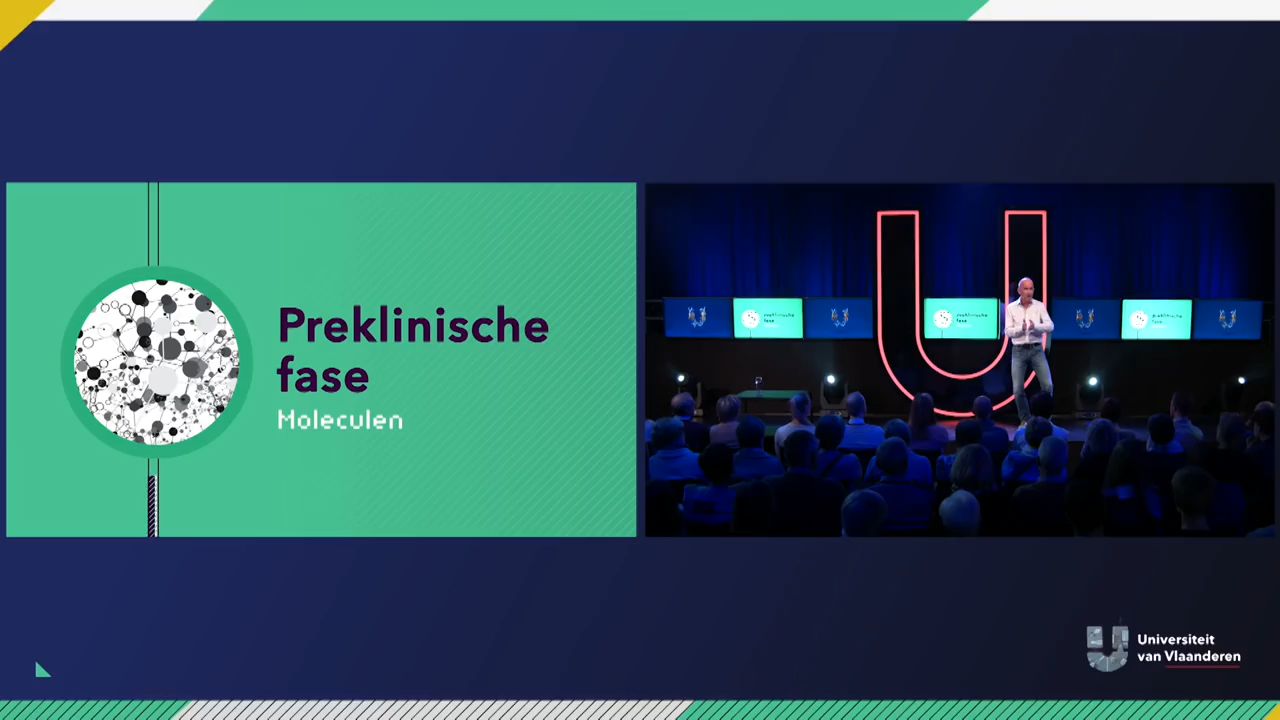 Preklinische
fase
Moleculen
Universiteit
van Vlaanderen